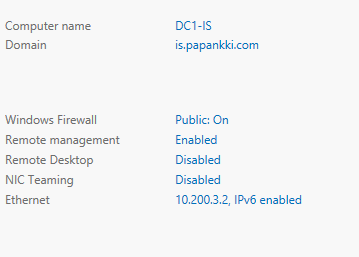 Computer name DC1-IS
Domain is.papankki.com
Windows Firewall Public: On
Remote management Enabled
Remote Desktop Disabled
NIC Teaming Disabled
Ethernet 10.200.3.2, IPv6 enabled